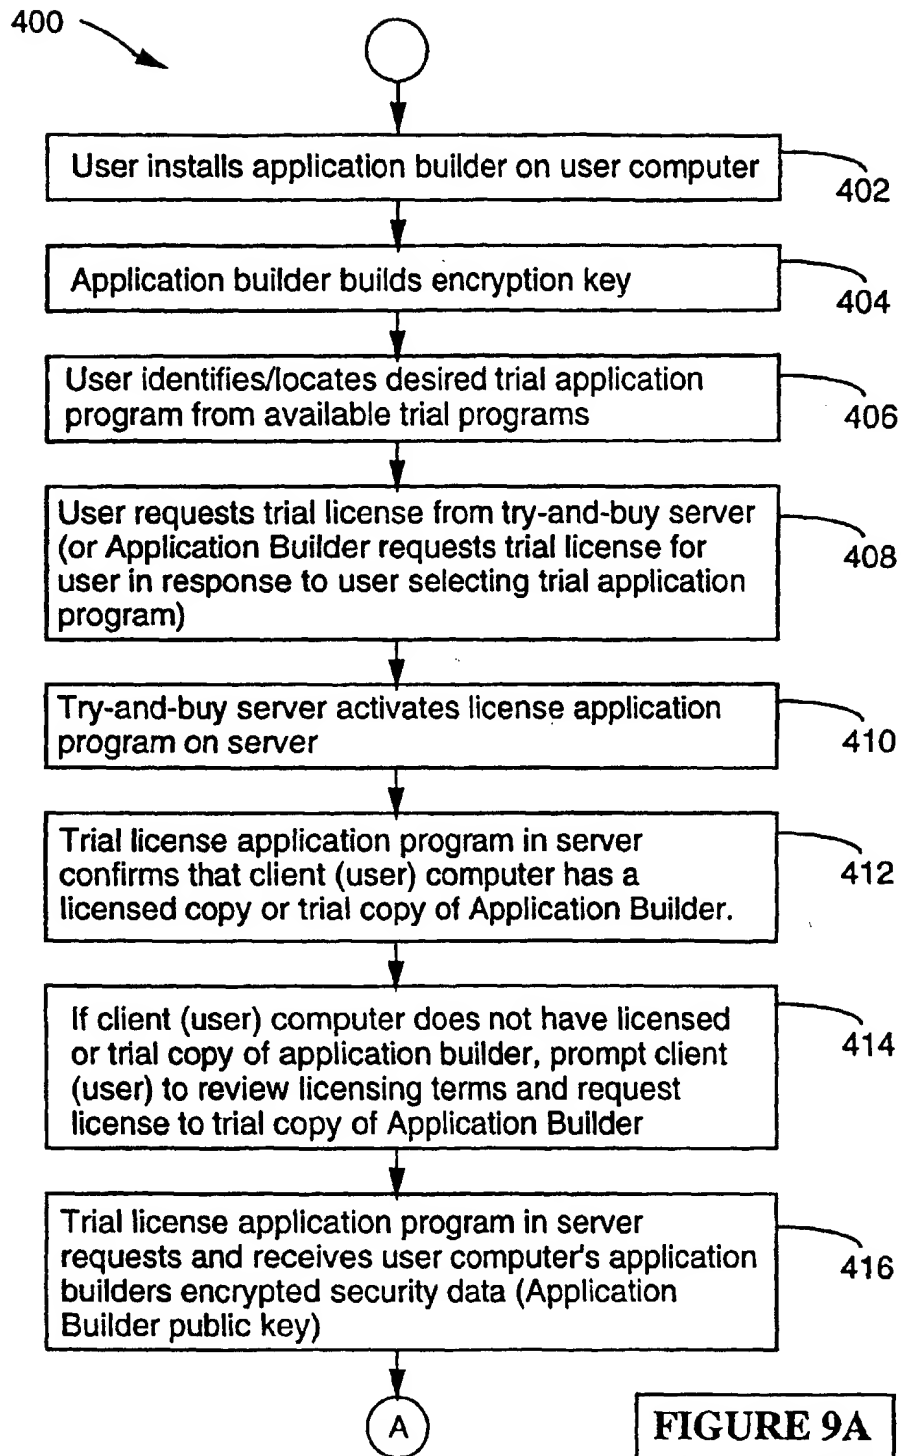 400
User installs application builder on user computer
402
Application builder builds encryption key
404
User identifies/locates desired trial application
program from available trial programs
406
User requests trial license from try-and-buy server
(or Application Builder requests trial license for
user in response to user selecting trial application
program)
408
Try-and-buy server activates license application
program on server
410
Trial license application program in server
confirms that client (user) computer has a
licensed copy or trial copy of Application Builder.
412
If client (user) computer does not have licensed
or trial copy of application builder, prompt client
(user) to review licensing terms and request
license to trial copy of Application Builder
414
Trial license application program in server
requests and receives user computer's application
builders encrypted security data (Application
Builder public key)
416
A
FIGURE 9A